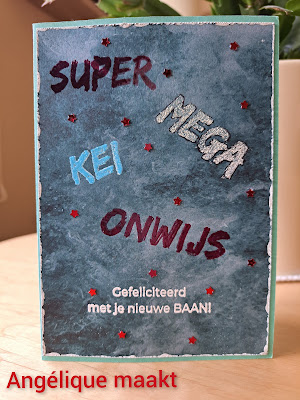 SUPER
MEGA
KEI
ONWIJS
Gefeliciteerd
met je nieuwe BAAN!
Angélique maakt